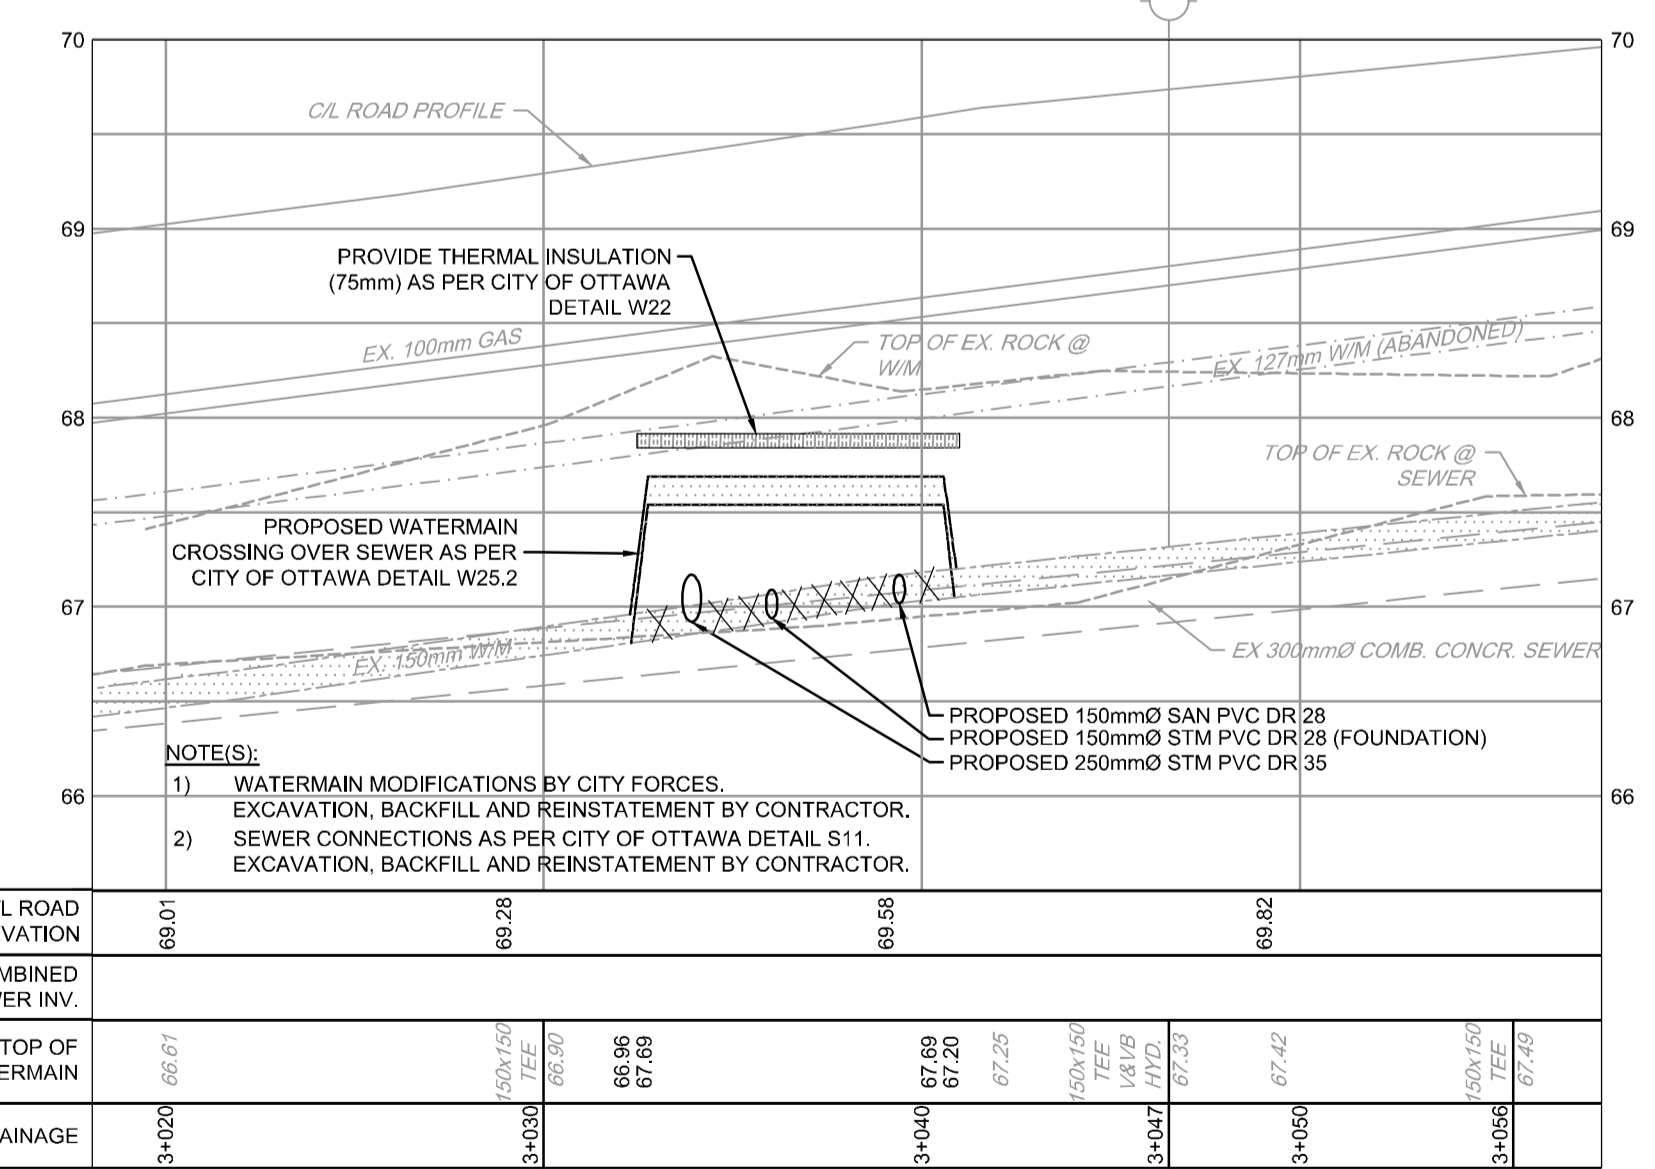 70
70
C/L ROAD PROFILE
69
69
PROVIDE THERMAL INSULATION
(75mm) AS PER CITY OF OTTAWA
DETAIL W22
EX. 100mm GAS
TOP OF EX. ROCK @
W/M
EX. 127mm W/M (ABANDONED)
68
68
TOP OF EX. ROCK @
SEWER
PROPOSED WATERMAIN
CROSSING OVER SEWER AS PER
CITY OF OTTAWA DETAIL W25.2
67
67
EX. 150mm W/M
EX 300mmØ COMB. CONCR. SEWER
PROPOSED 150mmØ SAN PVC DR 28
PROPOSED 150mmØ STM PVC DR 28 (FOUNDATION)
PROPOSED 250mmØ STM PVC DR 35
NOTE(S):
1) WATERMAIN MODIFICATIONS BY CITY FORCES.
EXCAVATION, BACKFILL AND REINSTATEMENT BY CONTRACTOR.
2) SEWER CONNECTIONS AS PER CITY OF OTTAWA DETAIL S11.
EXCAVATION, BACKFILL AND REINSTATEMENT BY CONTRACTOR.
66
66
/L ROAD
EVATION
69.01
69.28
69.58
69.82
MBINED
WER INV.
TOP OF
ERMAIN
66.61
150x150
TEE
66.90
66.96
67.69
67.69
67.20
67.25
150x150
TEE
V&VB
HYD.
67.33
67.42
150x150
TEE
67.49
AINAGE
3+020
3+030
3+040
3+047
3+050
3+056